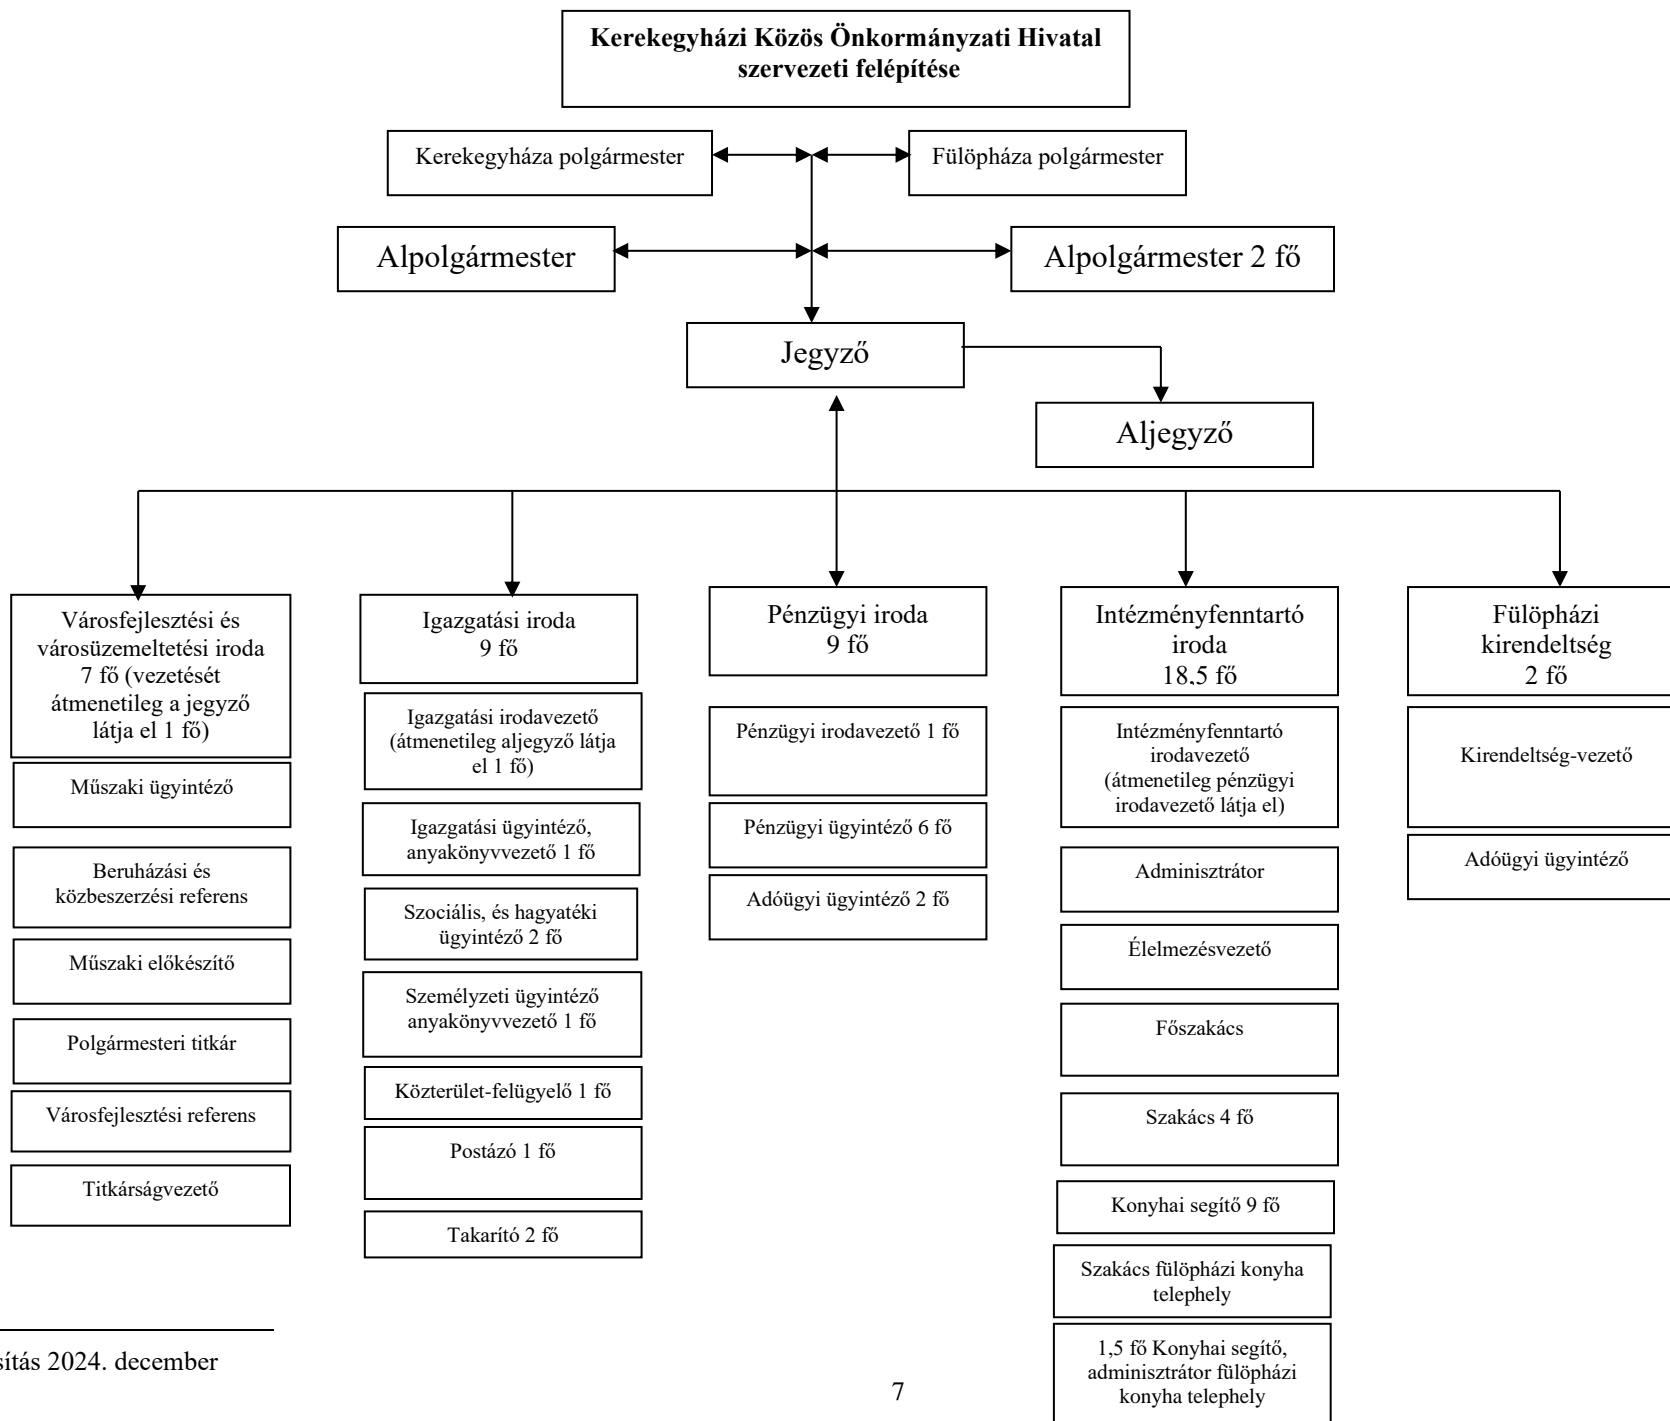 Kerekegyházi Közös Önkormányzati Hivatal
szervezeti felépítése
Kerekegyháza polgármester
Fülöpháza polgármester
Alpolgármester
Alpolgármester 2 fő
Jegyző
Aljegyző
Városfejlesztési és
városüzemeltetési iroda
7 fő (vezetését
átmenetileg a jegyző
látja el 1 fő)
Műszaki ügyintéző
Beruházási és
közbeszerzési referens
Műszaki előkészítő
Polgármesteri titkár
Városfejlesztési referens
Titkárságvezető
Igazgatási iroda
9 fő
Igazgatási irodavezető
(átmenetileg aljegyző látja
el 1 fő)
Igazgatási ügyintéző,
anyakönyvvezető 1 fő
Szociális, és hagyatéki
ügyintéző 2 fő
Személyzeti ügyintéző
anyakönyvvezető 1 fő
Közterület-felügyelő 1 fő
Postázó 1 fő
Takarító 2 fő
Pénzügyi iroda
9 fő
Pénzügyi irodavezető 1 fő
Pénzügyi ügyintéző 6 fő
Adóügyi ügyintéző 2 fő
Intézményfenntartó
iroda
18,5 fő
Intézményfenntartó
irodavezető
(átmenetileg pénzügyi
irodavezető látja el)
Adminisztrátor
Élelmezésvezető
Főszakács
Szakács 4 fő
Konyhai segítő 9 fő
Szakács fülöpházi konyha
telephely
1,5 fő Konyhai segítő,
adminisztrátor fülöpházi
konyha telephely
Fülöpházi
kirendeltség
2 fő
Kirendeltség-vezető
Adóügyi ügyintéző
sítás 2024. december
7